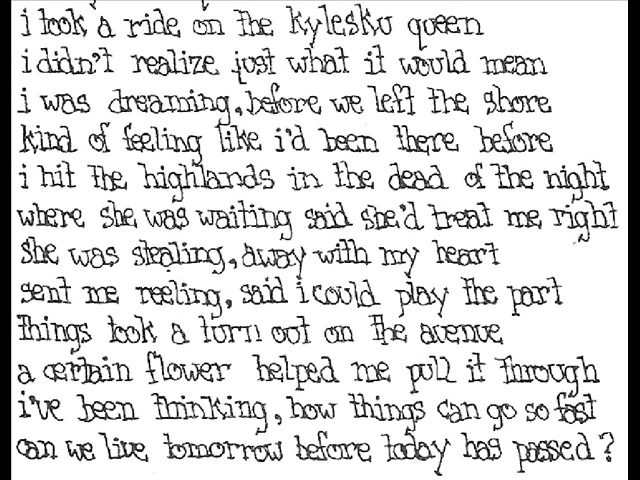 i took a ride on the kylesku queen
i didn't realize just what it would mean
i was dreaming, before we left the shore
kind of feeling like i'd been there before
i hit the highlands in the dead of the night
where she was waiting said she'd treat me right
she was stealing, away with my heart
sent me reeling, said i could play the part
things took a turn out on the avenue
a certain flower helped me pull it through
i've been thinking, how things can go so fast
can we live tomorrow before today has passed?